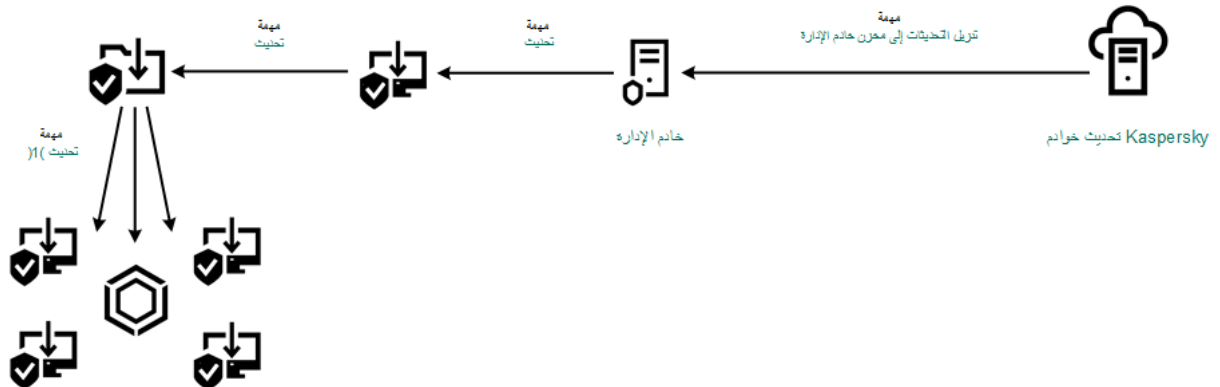 مهمة
تنزيل التحديثات إلى مخزن خادم الإدارة
مهمة
تحديث
مهمة
تحديث
Kaspersky تحديث خوادم
خادم الإدارة
مهمة
تحديث )1(